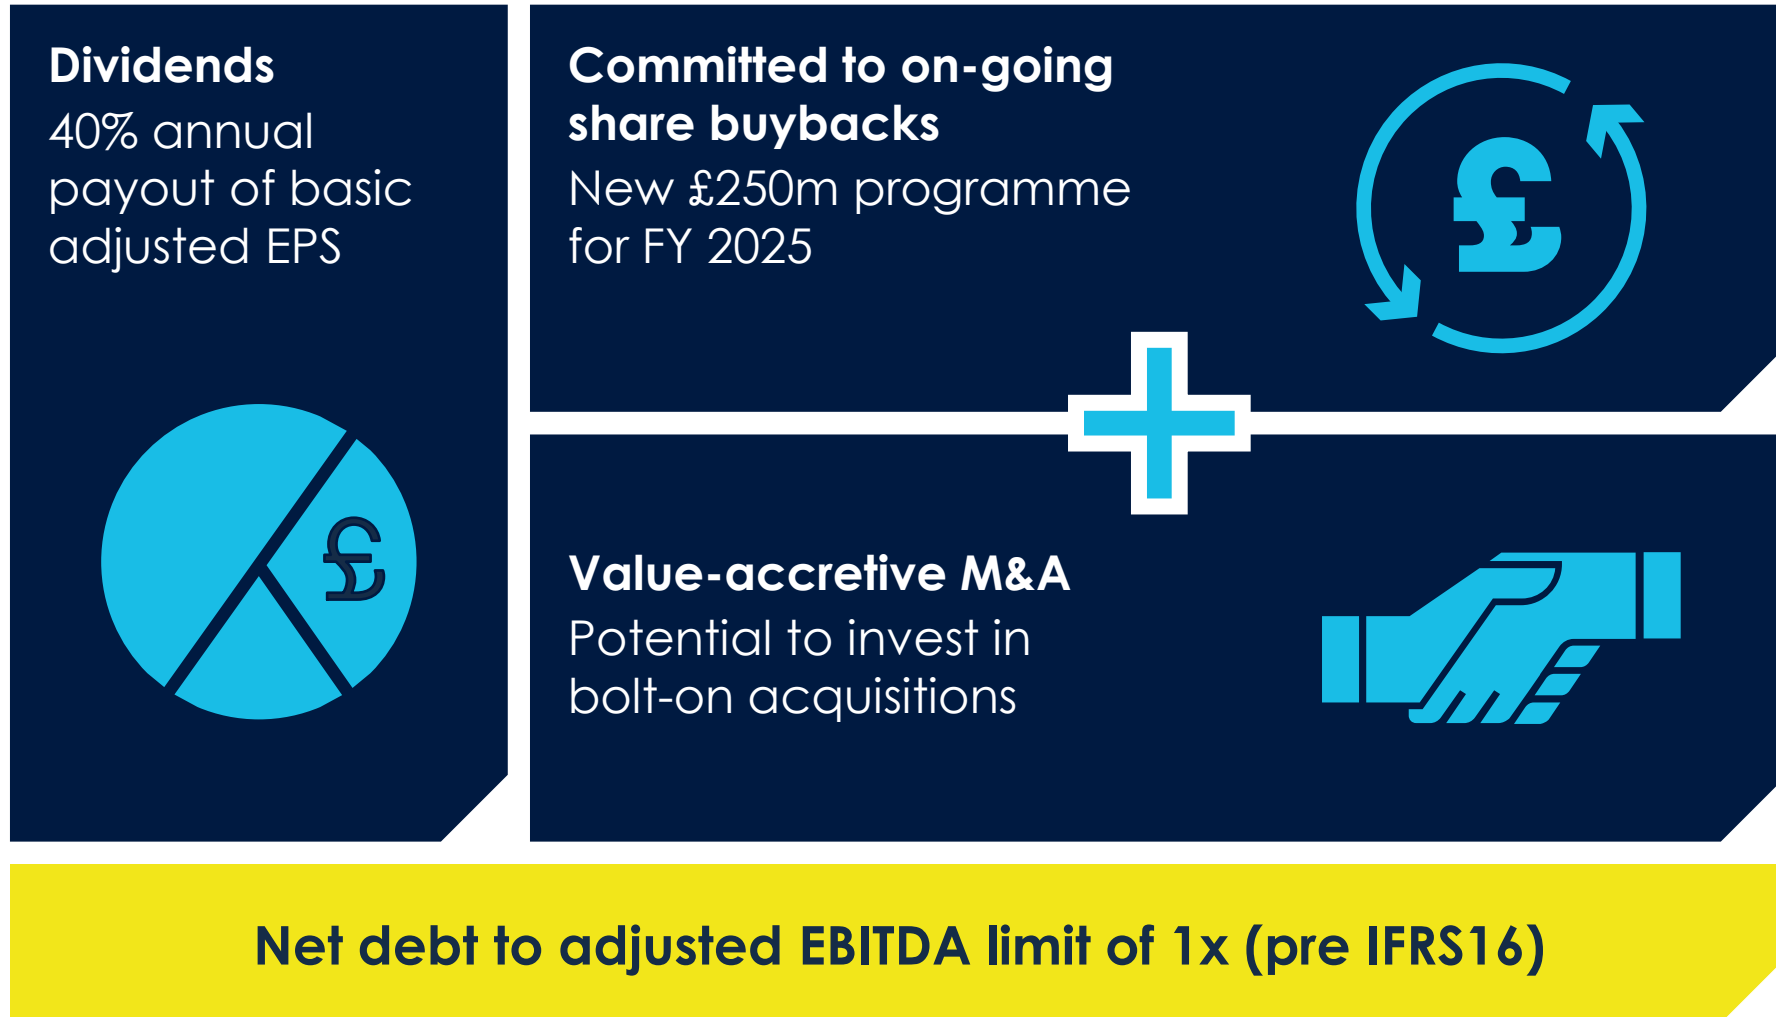 Dividends
40% annual
payout of basic
adjusted EPS
£
Committed to on-going
share buybacks
New £250m programme
for FY 2025
£
Value-accretive M&A
Potential to invest in
bolt-on acquisitions
Net debt to adjusted EBITDA limit of 1x (pre IFRS16)